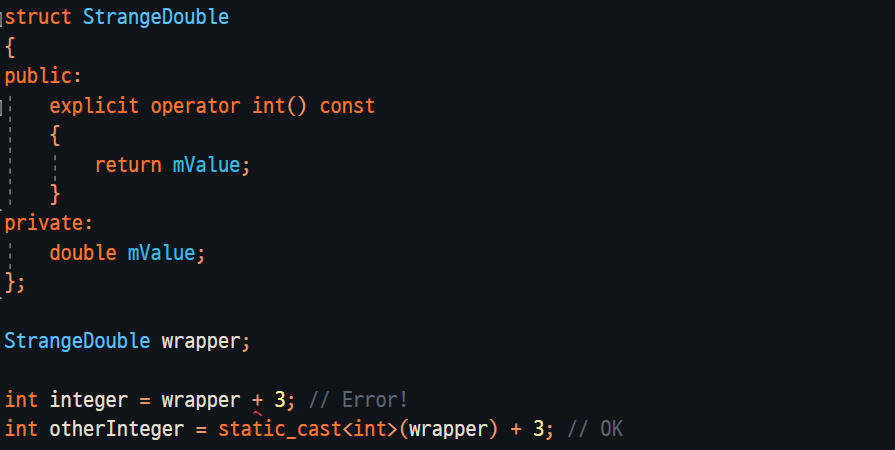 struct StrangeDouble
{
public:
    explicit operator int() const
    {
        return mValue;
    }
private:
    double mValue;
};

StrangeDouble wrapper;

int integer = wrapper + 3; // Error!
int otherInteger = static_cast<int>(wrapper) + 3; // OK